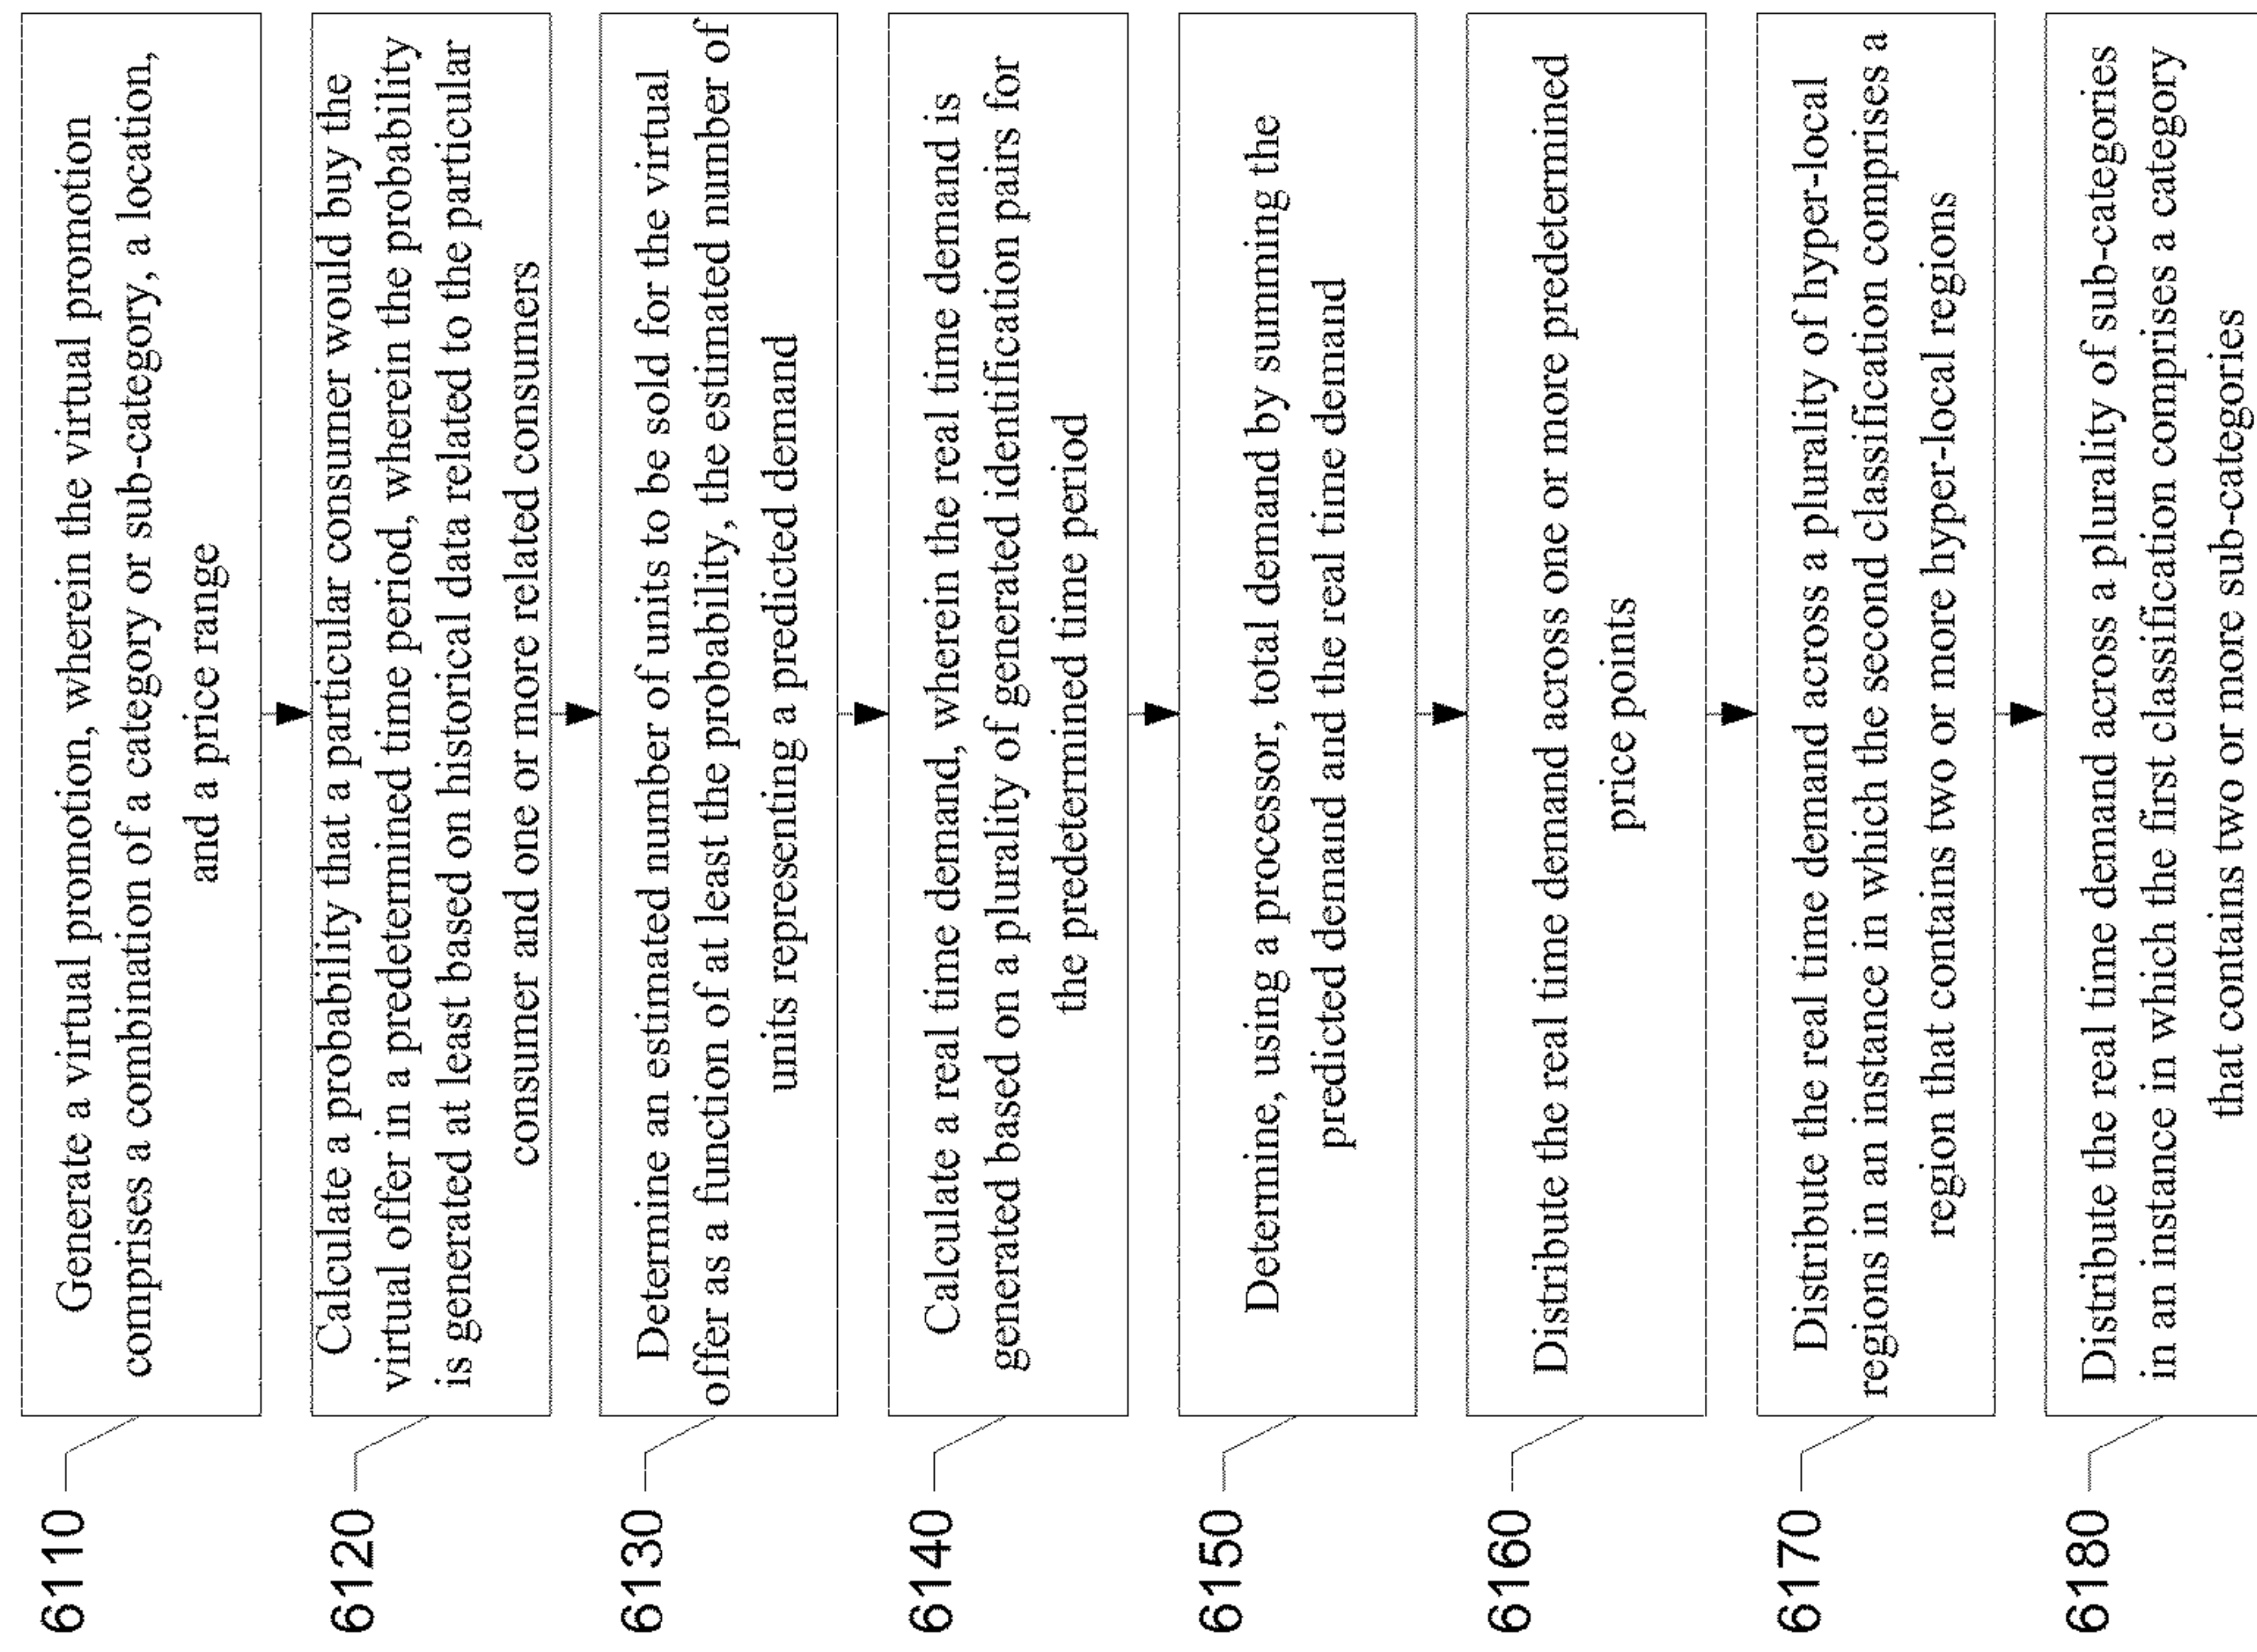 6110
Generate a virtual promotion, wherein the virtual promotion
comprises a combination of a category or sub-category, a location,
and a price range
6120
Calculate a probability that a particular consumer would buy the
virtual offer in a predetermined time period, wherein the probability
is generated at least based on historical data related to the particular
consumer and one or more related consumers
6130
Determine an estimated number of units to be sold for the virtual
offer as a function of at least the probability, the estimated number of
units representing a predicted demand
6140
Calculate a real time demand, wherein the real time demand is
generated based on a plurality of generated identification pairs for
the predetermined time period
6150
Determine, using a processor, total demand by summing the
predicted demand and the real time demand
6160
Distribute the real time demand across one or more predetermined
price points
6170
Distribute the real time demand across a plurality of hyper-local
regions in an instance in which the second classification comprises a
region that contains two or more hyper-local regions
6180
Distribute the real time demand across a plurality of sub-categories
in an instance in which the first classification comprises a category
that contains two or more sub-categories